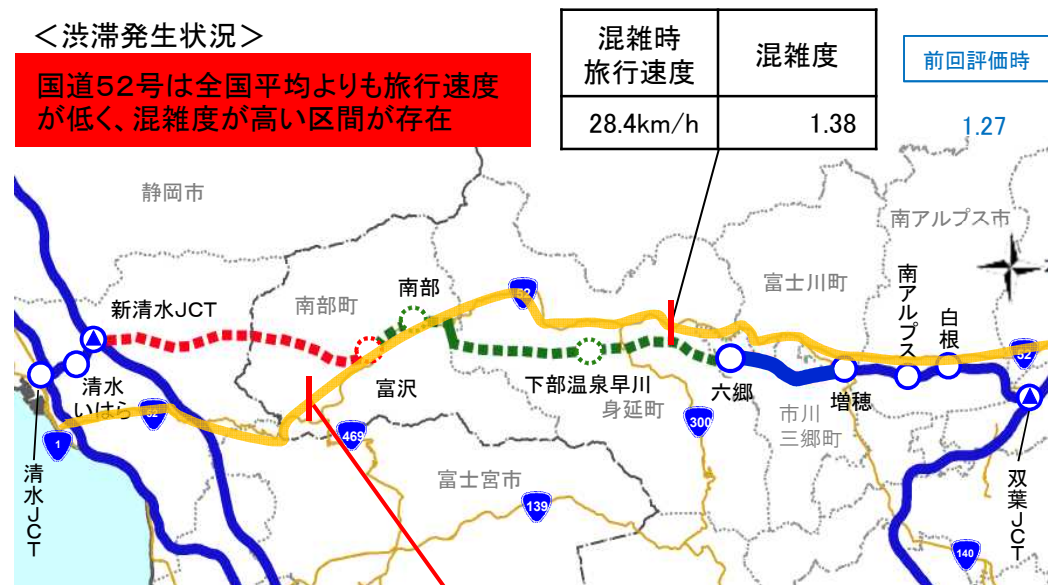 ＜渋滞発生状況＞
国道５２号は全国平均よりも旅行速度
が低く、混雑度が高い区間が存在
混雑時
旅行速度
混雑度
28.4km/h
1.38
前回評価時
1.27
静岡市
南アルプス市
富士川町
南部町
南部
52
新清水JCT
南アルプス
白根
52
清水
いはら
52
富沢
下部温泉早川
身延町
六郷
増穂
市川
三郷町
300
469
1
清水JCT
富士宮市
139
双葉JCT
140